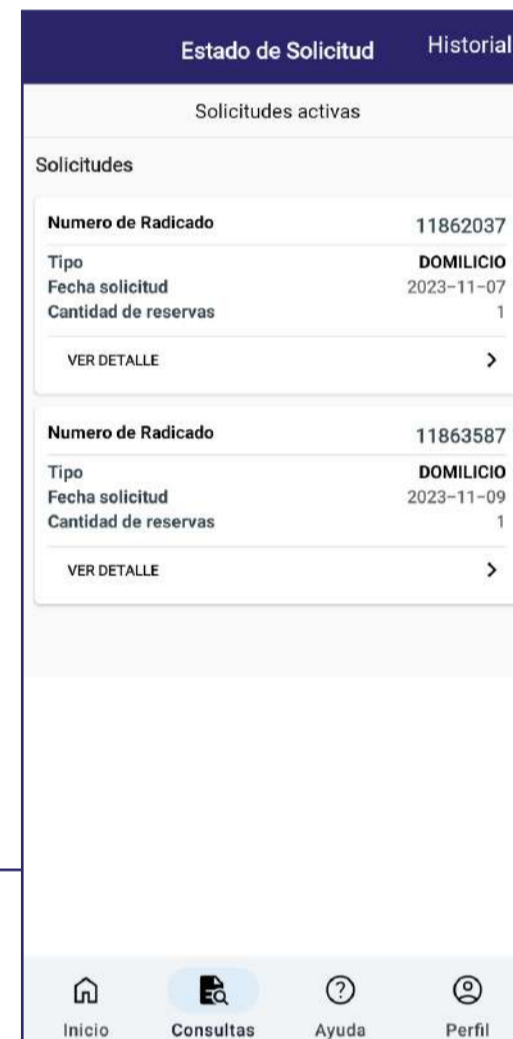 Estado de Solicitud Historial
Solicitudes activas
Solicitudes
Numero de Radicado 11862037
Tipo DOMILICIO
Fecha solicitud 2023-11-07
Cantidad de reservas 1
VER DETALLE
Numero de Radicado 11863587
Tipo DOMILICIO
Fecha solicitud 2023-11-09
Cantidad de reservas 1
VER DETALLE
Inicio Consultas Ayuda Perfil